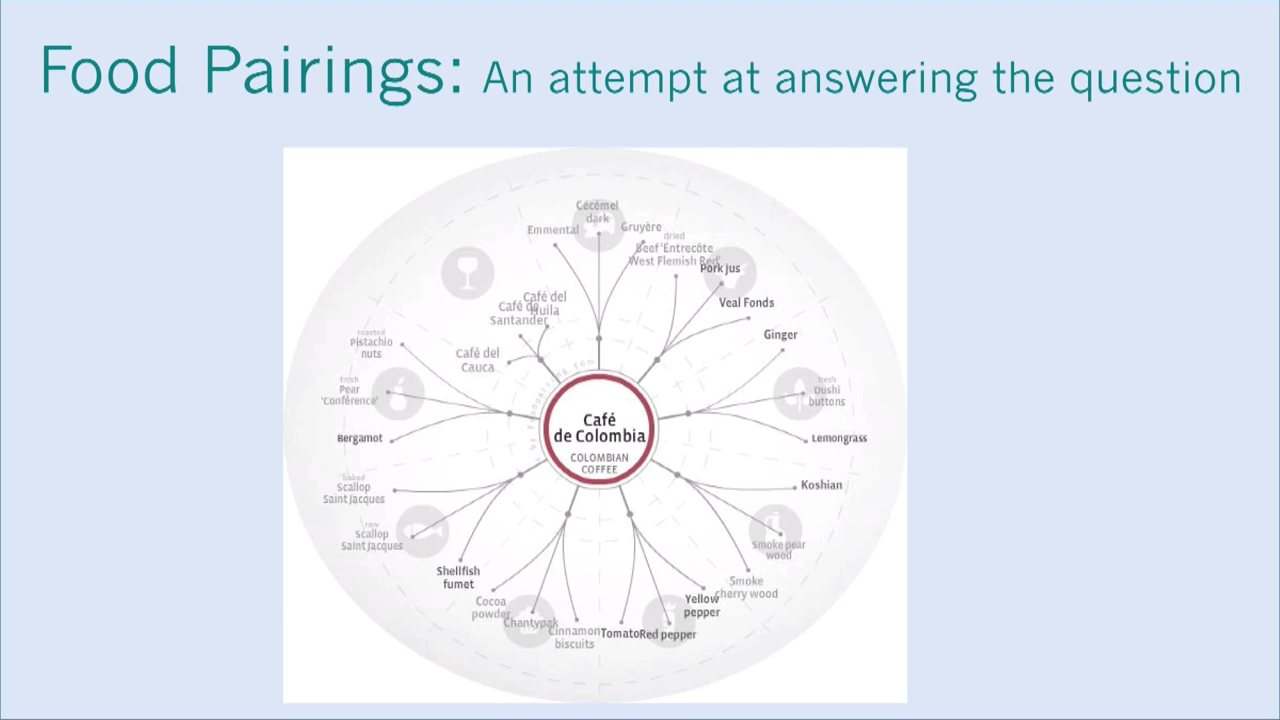 Food Pairings: An attempt at answering the question
Cécémel
dark
Emmental
Gruyère
dried
Beef 'Entrecôte
West Flemish Red'
Pork jus
Veal Fonds
Ginger
fresh
Dushi
buttons
Lemongrass
Koshian
Smoke pear
wood
Smoke
cherry wood
Yellow
pepper
Red pepper
Tomato
Cinnamon
biscuits
Chantypak
Cocoa
powder
Shellfish
fumet
raw
Scallop
Saint Jacques
baked
Scallop
Saint Jacques
Bergamot
fresh
Pear
'Conférence'
roasted
Pistachio
nuts
Café del
Cauca
Café de
Santander
Café del
Huila
Café
de Colombia
COLOMBIAN
COFFEE